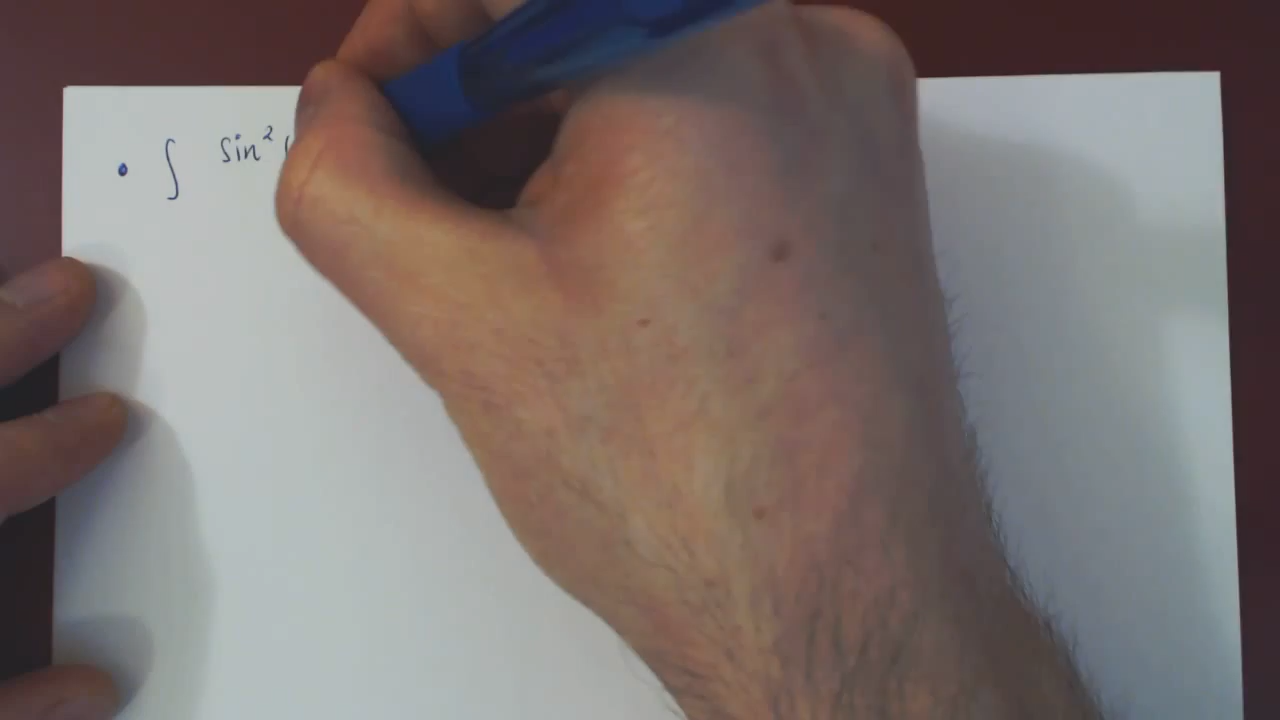 • ∫ sin² (